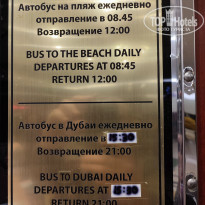 Автобус на пляж ежедневно
отправление в 08.45
Возвращение 12:00
BUS TO THE BEACH DAILY
DEPARTURES AT 08:45
RETURN 12:00
Автобус в Дубаи ежедневно
отправление в
Возвращение 21:00
BUS TO DUBAI DAILY
DEPARTURES AT
RETURN 21:00
TopHotels